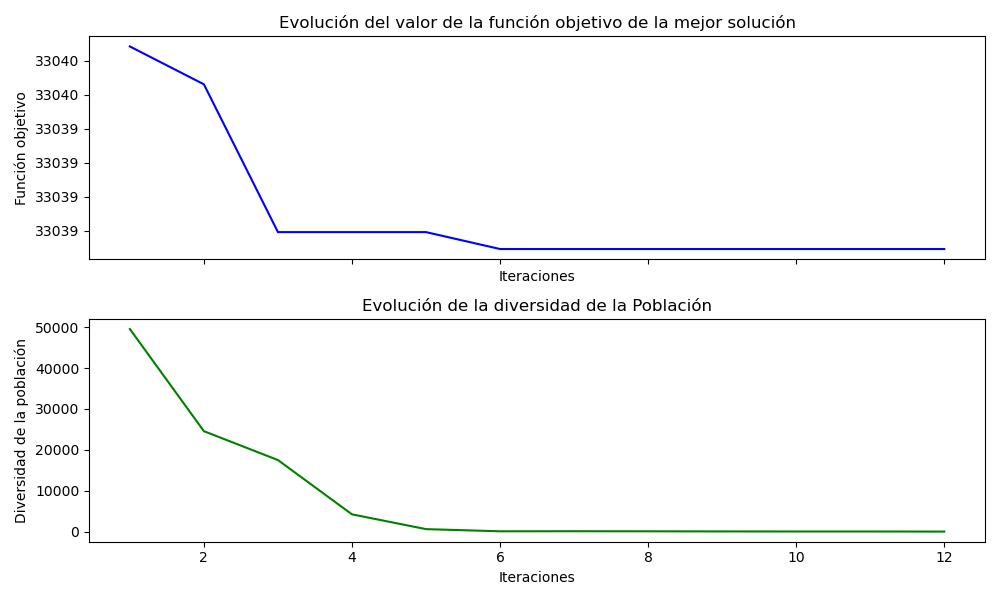 Evolución del valor de la función objetivo de la mejor solución
33040
33040
33039
33039
33039
33039
Función objetivo
Iteraciones
Evolución de la diversidad de la Población
50000
40000
30000
20000
10000
0
Diversidad de la población
2 4 6 8 10 12
Iteraciones